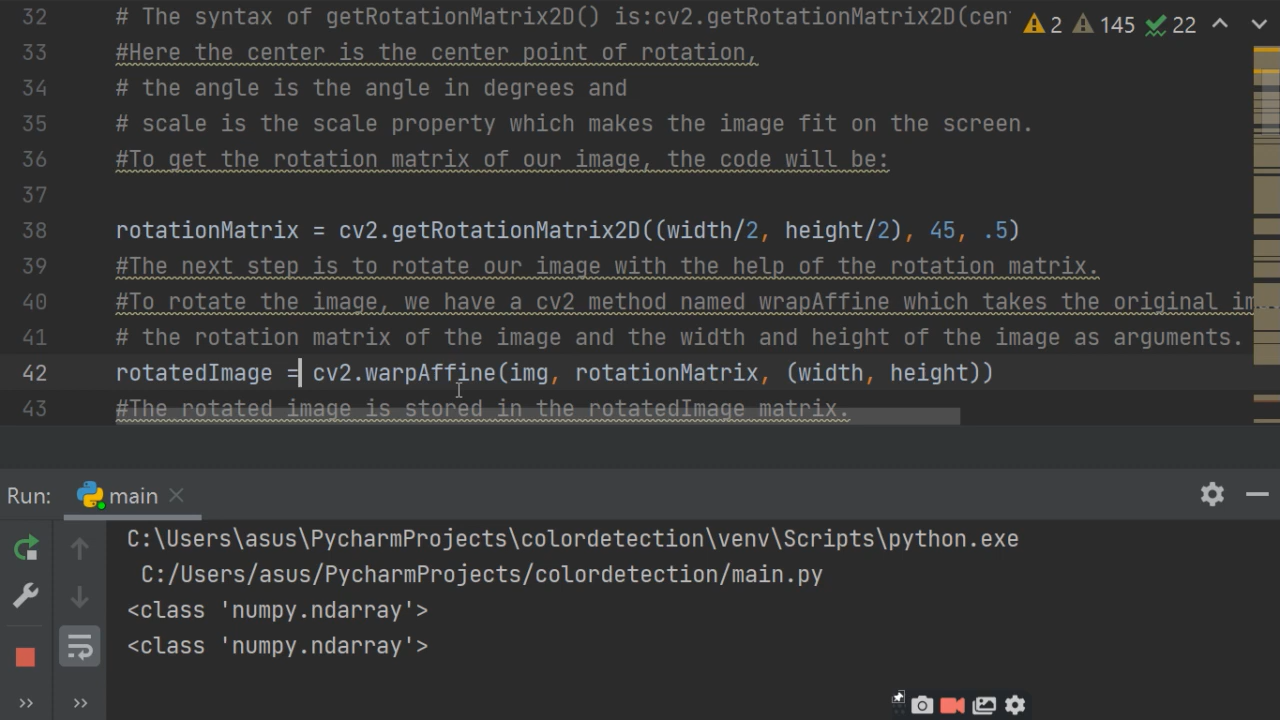 32 # The syntax of getRotationMatrix2D() is:cv2.getRotationMatrix2D(cen
2 145 22
33 #Here the center is the center point of rotation,
34 # the angle is the angle in degrees and
35 # scale is the scale property which makes the image fit on the screen.
36 #To get the rotation matrix of our image, the code will be:
37
38 rotationMatrix = cv2.getRotationMatrix2D((width/2, height/2), 45, .5)
39 #The next step is to rotate our image with the help of the rotation matrix.
40 #To rotate the image, we have a cv2 method named wrapAffine which takes the original im
41 # the rotation matrix of the image and the width and height of the image as arguments.
42 rotatedImage = cv2.warpAffine(img, rotationMatrix, (width, height))
43 #The rotated image is stored in the rotatedImage matrix.
Run: main
C:\Users\asus\PycharmProjects\colordetection\venv\Scripts\python.exe
C:/Users/asus/PycharmProjects/colordetection/main.py
<class 'numpy.ndarray'>
<class 'numpy.ndarray'>